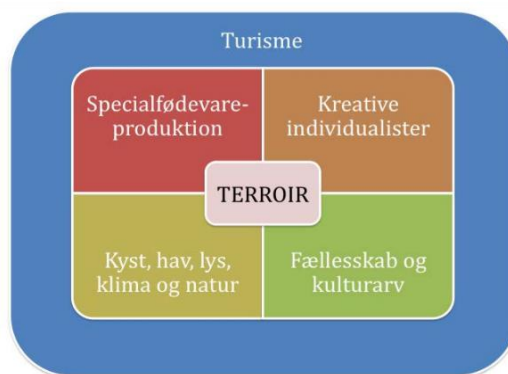 Turisme
Specialfødevare-
produktion
Kreative
individualister
TERROIR
Kyst, hav, lys,
klima og natur
Fællesskab og
kulturarv